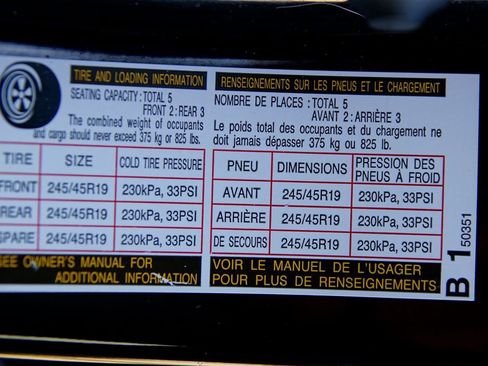 TIRE AND LOADING INFORMATION
SEATING CAPACITY: TOTAL 5
FRONT 2: REAR 3
The combined weight of occupants
and cargo should never exceed 375 kg or 825 lbs.
TIRE SIZE COLD TIRE PRESSURE
FRONT 245/45R19 230kPa, 33PSI
REAR 245/45R19 230kPa, 33PSI
SPARE 245/45R19 230kPa, 33PSI
SEE OWNER'S MANUAL FOR
ADDITIONAL INFORMATION
RENSEIGNEMENTS SUR LES PNEUS ET LE CHARGEMENT
NOMBRE DE PLACES : TOTAL 5
AVANT 2: ARRIÈRE 3
Le poids total des occupants et du chargement ne
doit jamais dépasser 375 kg ou 825 lb.
PNEU DIMENSIONS PRESSION DES
PNEUS À FROID
AVANT 245/45R19 230kPa, 33PSI
ARRIÈRE 245/45R19 230kPa, 33PSI
DE SECOURS 245/45R19 230kPa, 33PSI
VOIR LE MANUEL DE L'USAGER
POUR PLUS DE RENSEIGNEMENTS
B 1 50351